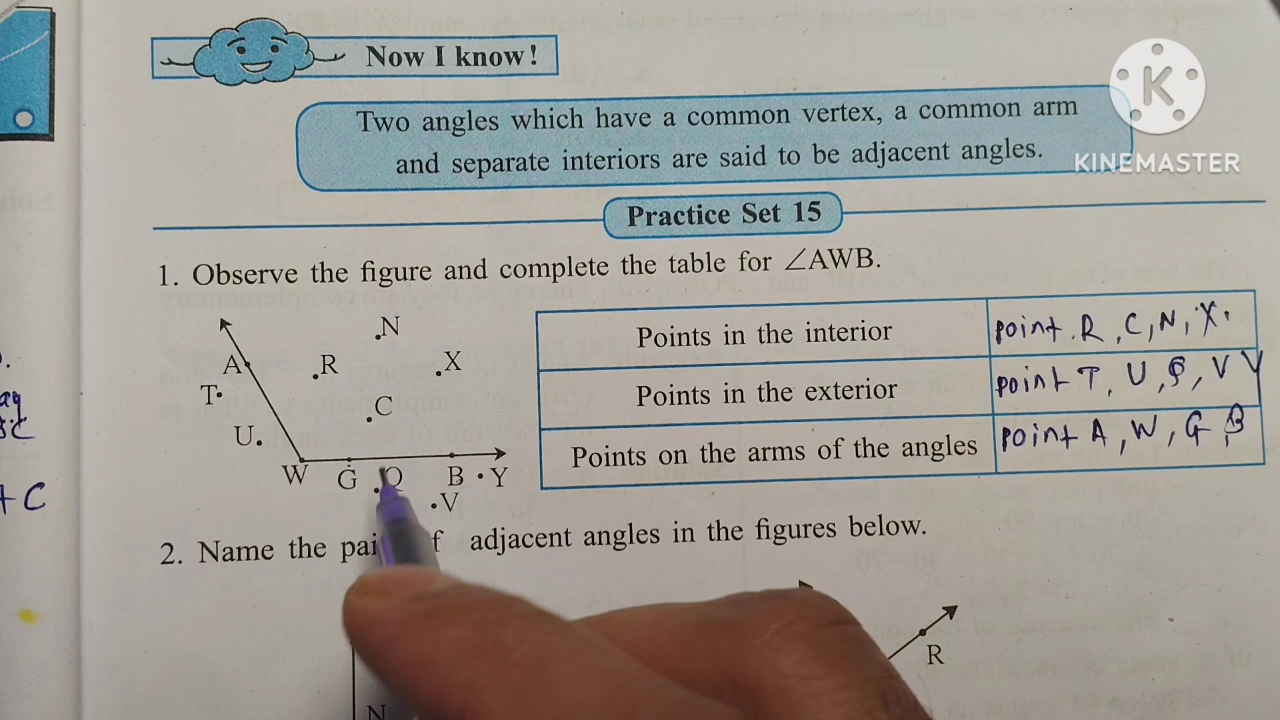 Now I know!
Two angles which have a common vertex, a common arm
and separate interiors are said to be adjacent angles.
K
KINEMASTER
Practice Set 15
1. Observe the figure and complete the table for ∠AWB.
N
A R X
T
C
U
W G Q B Y
V
Points in the interior point R, C, N, X.
Points in the exterior point T, U, Q, V Y
Points on the arms of the angles point A, W, G, B
+ C
2. Name the adjacent angles in the figures below.
R
N